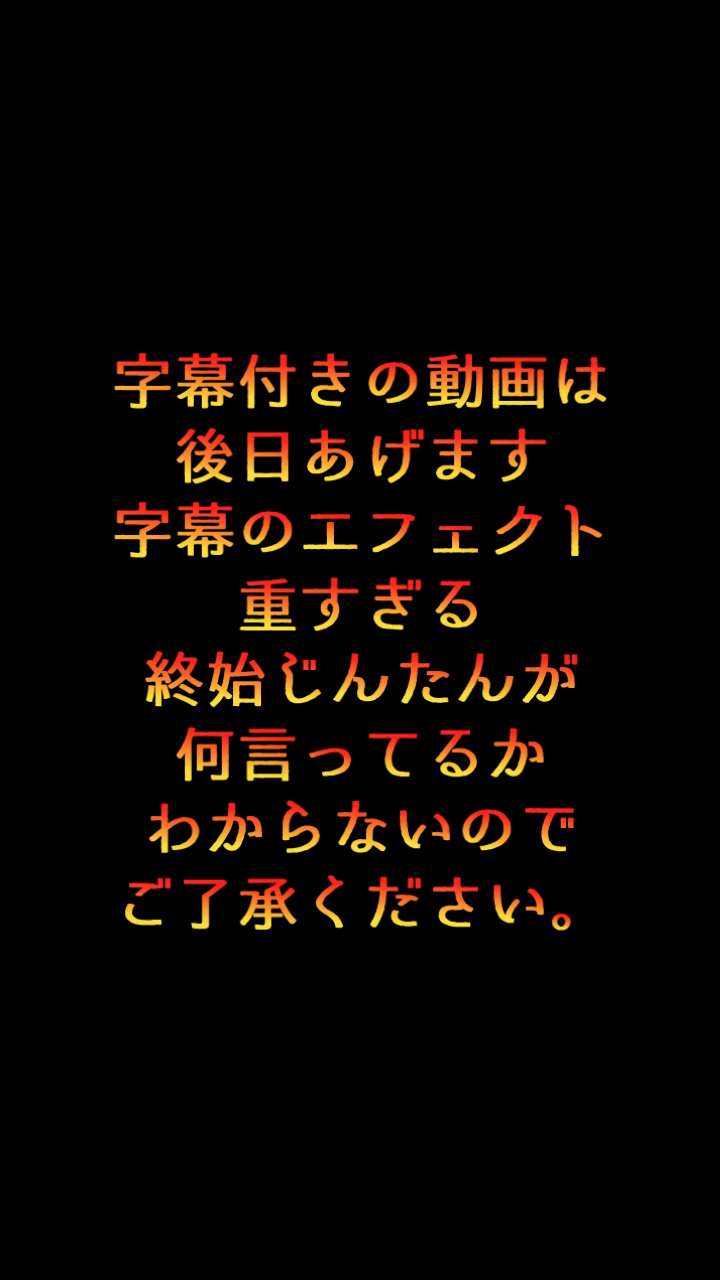 字幕付きの動画は
後日あげます
字幕のエフェクト
重すぎる
終始じんたんが
何言ってるか
わからないので
ご了承ください。